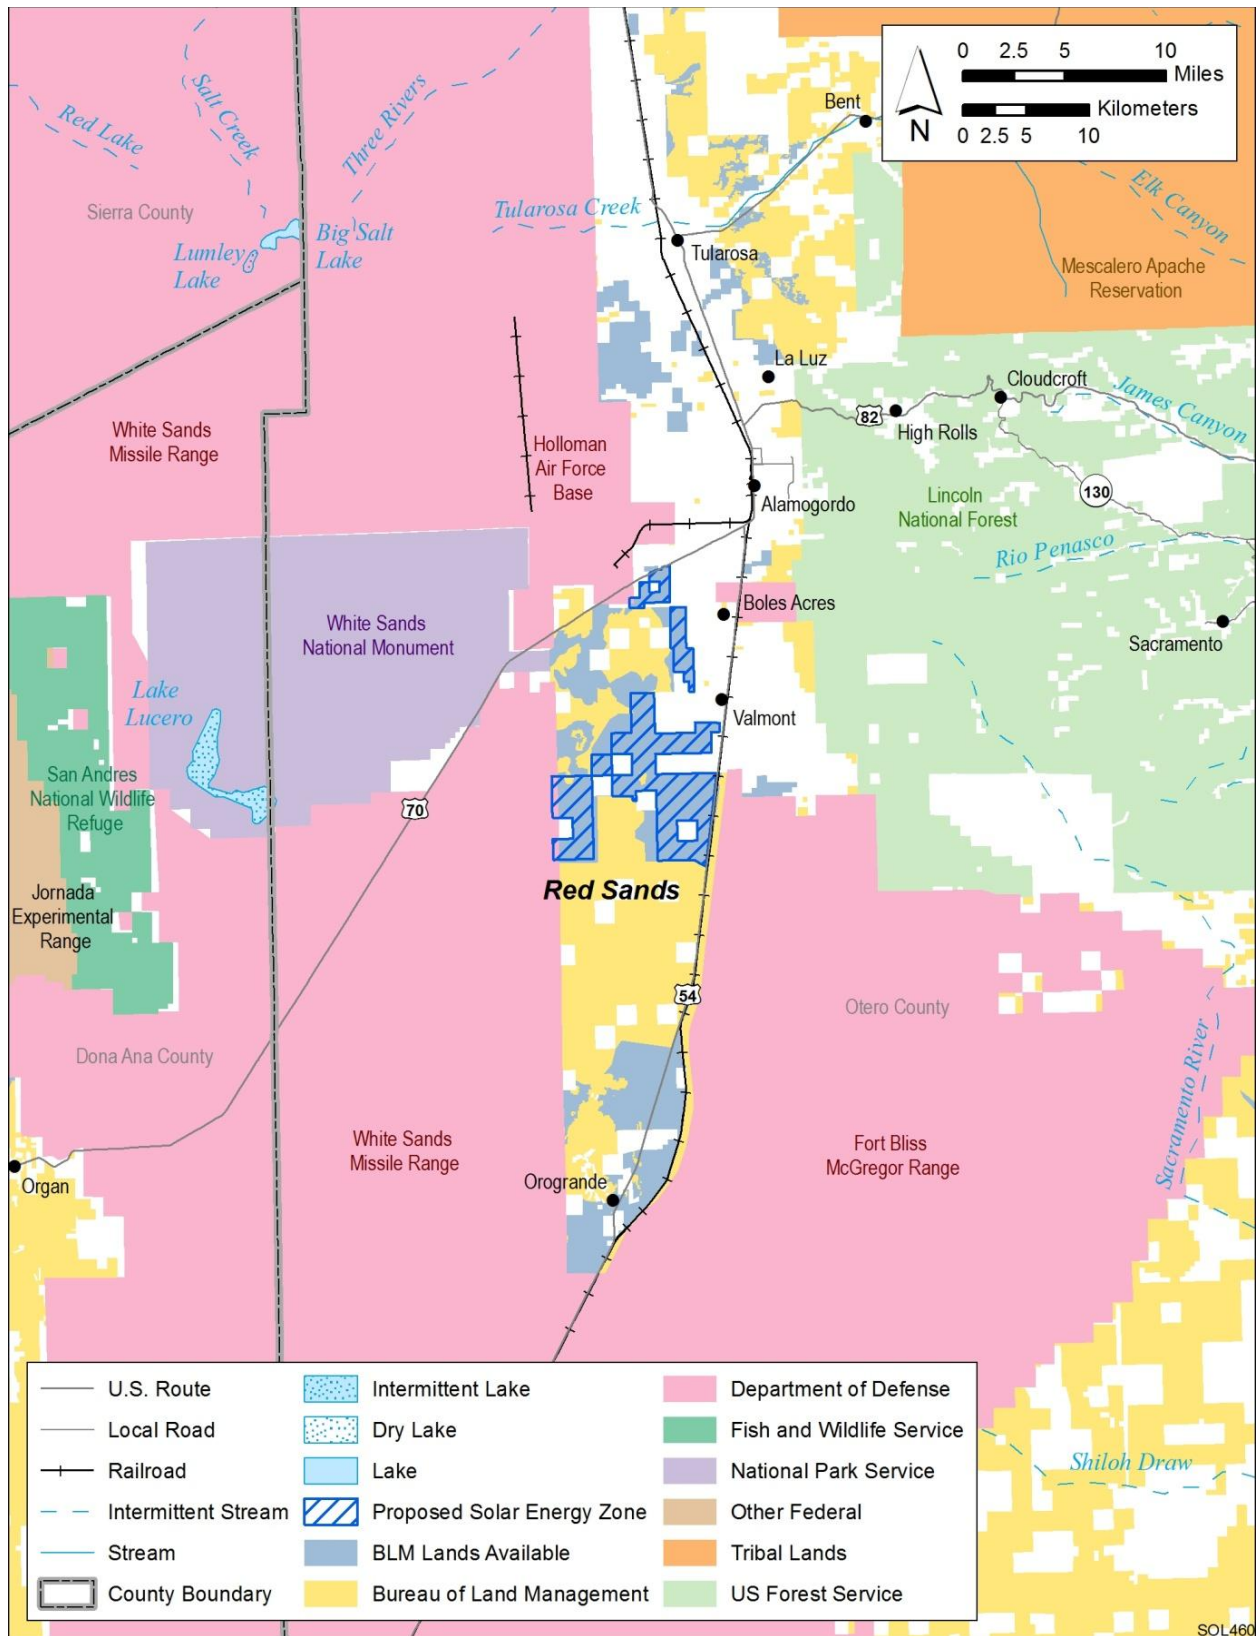 0 2.5 5 10
Miles
Kilometers
0 2.5 5 10
N
Bent
Salt Creek
Three Rivers
Red Lake
Elk Canyon
Sierra County
Tularosa Creek
Big Salt
Lake
Lumley
Lake
Tularosa
Mescalero Apache
Reservation
La Luz
Cloudcroft
James Canyon
82
High Rolls
White Sands
Missile Range
Holloman
Air Force
Base
130
Alamogordo
Lincoln
National Forest
Rio Penasco
White Sands
National Monument
Boles Acres
Sacramento
Lake
Lucero
Valmont
San Andres
National Wildlife
Refuge
70
Jornada
Experimental
Range
Red Sands
54
Otero County
Dona Ana County
Sacramento River
White Sands
Missile Range
Fort Bliss
McGregor Range
Organ
Orogrande
U.S. Route
Local Road
Railroad
Intermittent Stream
Stream
County Boundary
Intermittent Lake
Dry Lake
Lake
Proposed Solar Energy Zone
BLM Lands Available
Bureau of Land Management
Department of Defense
Fish and Wildlife Service
National Park Service
Other Federal
Tribal Lands
US Forest Service
Shiloh Draw
SOL460